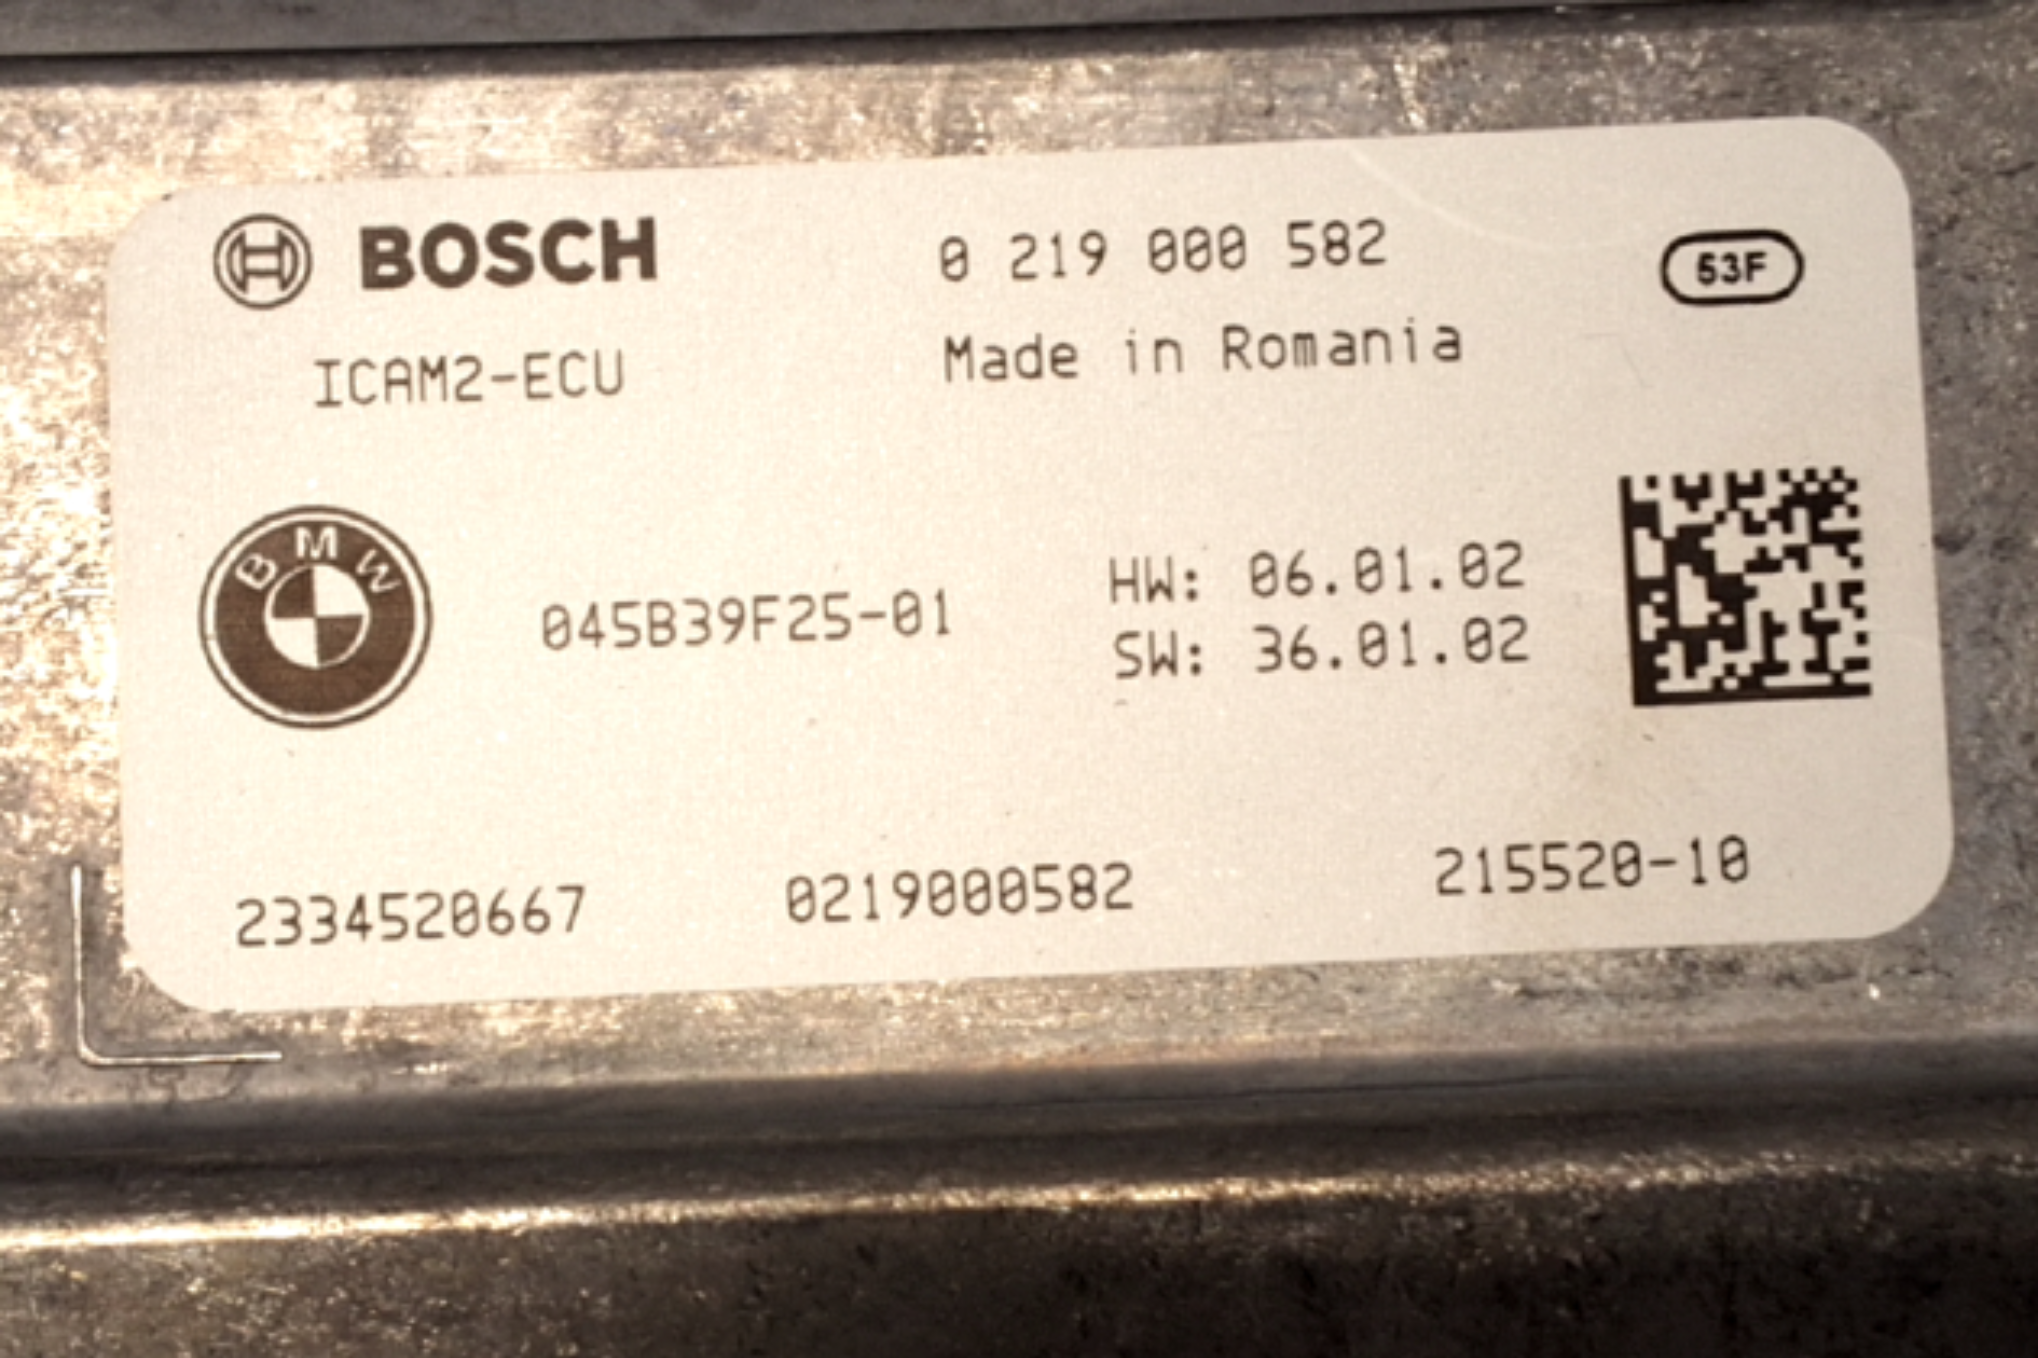 BOSCH 0 219 000 582 53F
ICAM2-ECU Made in Romania
BMW
045B39F25-01 HW: 06.01.02
SW: 36.01.02
2334520667 0219000582 215520-10